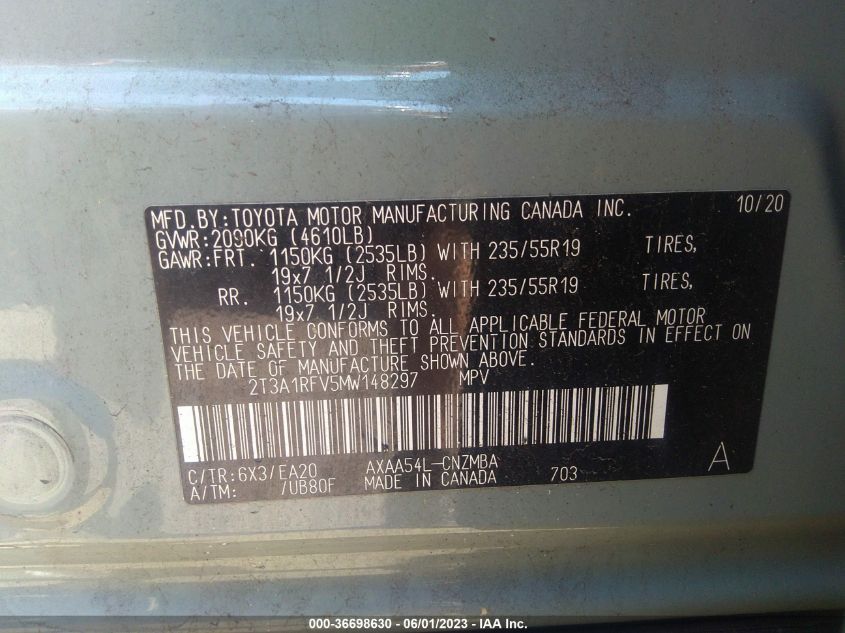 MFD.BY:TOYOTA MOTOR MANUFACTURING CANADA INC. 10/20
GVWR:2090KG (4610LB)
GAWR:FRT. 1150KG (2535LB) WITH 235/55R19 TIRES,
19x7 1/2J RIMS.
RR. 1150KG (2535LB) WITH 235/55R19 TIRES,
19x7 1/2J RIMS.
THIS VEHICLE CONFORMS TO ALL APPLICABLE FEDERAL MOTOR
VEHICLE SAFETY AND THEFT PREVENTION STANDARDS IN EFFECT ON
THE DATE OF MANUFACTURE SHOWN ABOVE.
2T3A1RFV5MW148297 MPV
C/TR:6X3/EA20 AXAA54L-CNZMBA
A/TM: /UB80F MADE IN CANADA 703 A
000-36698630 - 06/01/2023 - IAA Inc.